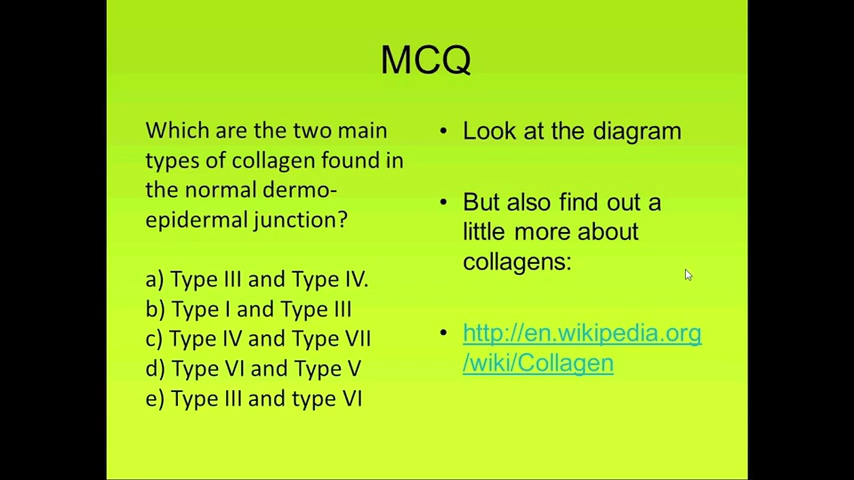 MCQ
Which are the two main
types of collagen found in
the normal dermo-
epidermal junction?
a) Type III and Type IV.
b) Type I and Type III
c) Type IV and Type VII
d) Type VI and Type V
e) Type III and type VI
• Look at the diagram
• But also find out a
little more about
collagens:
• http://en.wikipedia.org
/wiki/Collagen